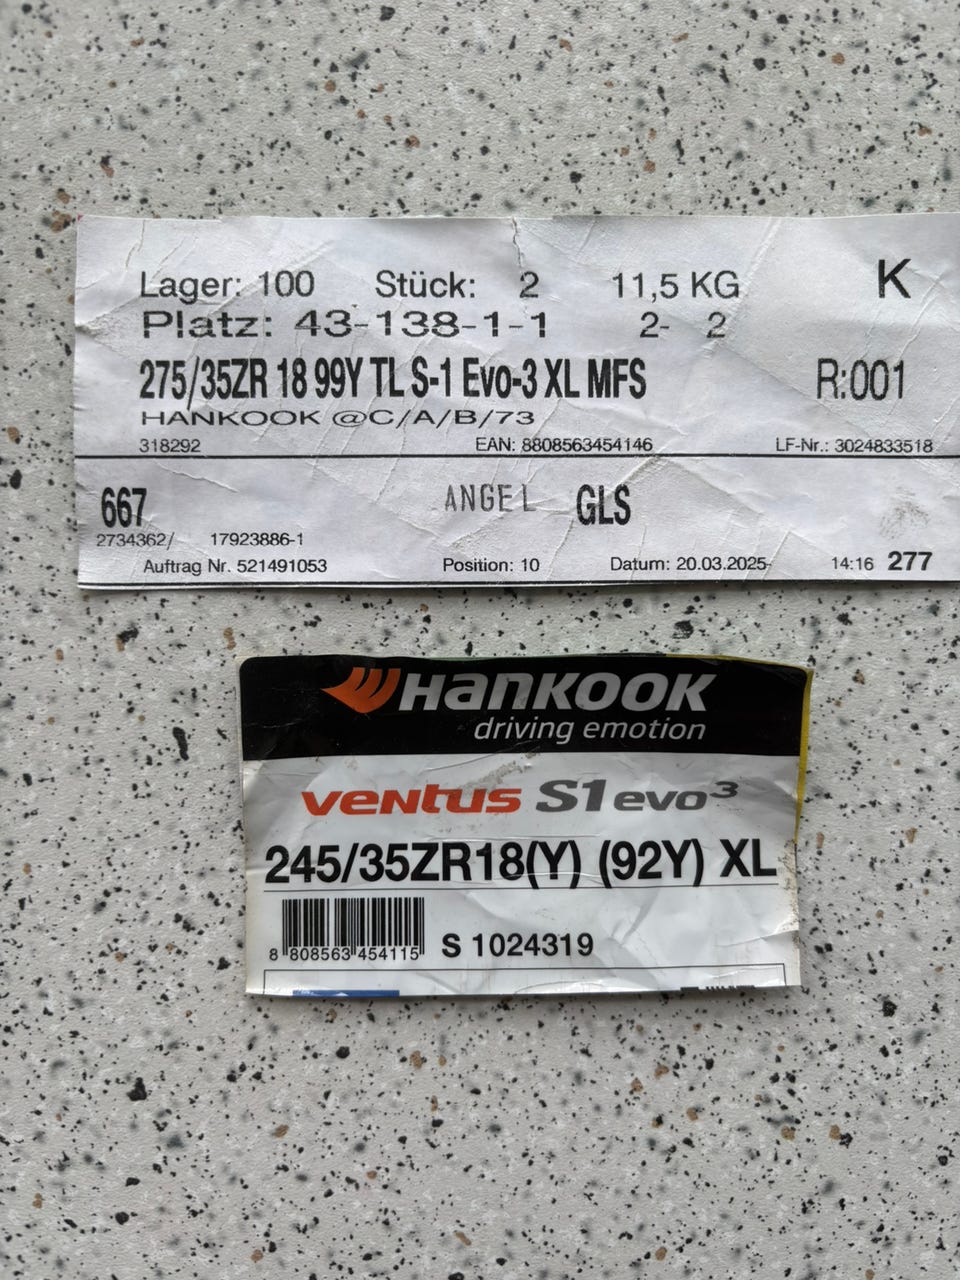 Lager: 100 Stück: 2 11,5 KG K
Platz: 43-138-1-1 2- 2
275/35ZR 18 99Y TL S-1 Evo-3 XL MFS R:001
HANKOOK @C/A/B/73
318292 EAN: 8808563454146 LF-Nr.: 3024833518
667 ANGEL GLS
2734362/ 17923886-1
Auftrag Nr. 521491053 Position: 10 Datum: 20.03.2025- 14:16 277
HANKOOK
driving emotion
ventus S1 evo³
245/35ZR18(Y) (92Y) XL
8 808563 454115 S 1024319